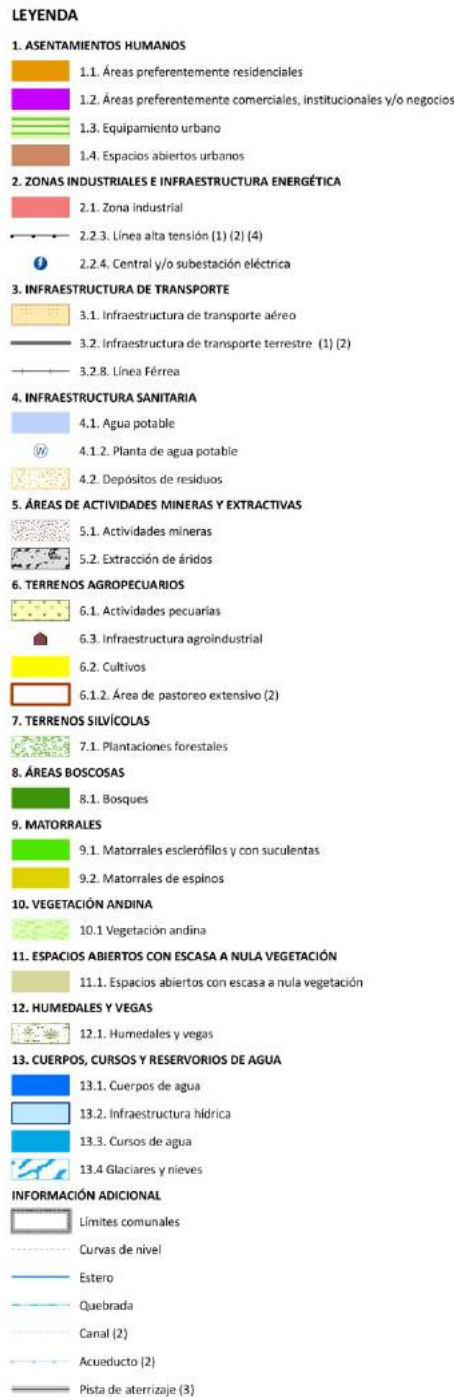 LEYENDA
1. ASENTAMIENTOS HUMANOS
1.1. Áreas preferentemente residenciales
1.2. Áreas preferentemente comerciales, institucionales y/o negocios
1.3. Equipamiento urbano
1.4. Espacios abiertos urbanos
2. ZONAS INDUSTRIALES E INFRAESTRUCTURA ENERGÉTICA
2.1. Zona industrial
2.2.3. Línea alta tensión (1) (2) (4)
2.2.4. Central y/o subestación eléctrica
3. INFRAESTRUCTURA DE TRANSPORTE
3.1. Infraestructura de transporte aéreo
3.2. Infraestructura de transporte terrestre (1) (2)
3.2.8. Línea Férrea
4. INFRAESTRUCTURA SANITARIA
4.1. Agua potable
W 4.1.2. Planta de agua potable
4.2. Depósitos de residuos
5. ÁREAS DE ACTIVIDADES MINERAS Y EXTRACTIVAS
5.1. Actividades mineras
5.2. Extracción de áridos
6. TERRENOS AGROPECUARIOS
6.1. Actividades pecuarias
6.3. Infraestructura agroindustrial
6.2. Cultivos
6.1.2. Área de pastoreo extensivo (2)
7. TERRENOS SILVÍCOLAS
7.1. Plantaciones forestales
8. ÁREAS BOSCOSAS
8.1. Bosques
9. MATORRALES
9.1. Matorrales esclerófilos y con suculentas
9.2. Matorrales de espinos
10. VEGETACIÓN ANDINA
10.1 Vegetación andina
11. ESPACIOS ABIERTOS CON ESCASA A NULA VEGETACIÓN
11.1. Espacios abiertos con escasa a nula vegetación
12. HUMEDALES Y VEGAS
12.1. Humedales y vegas
13. CUERPOS, CURSOS Y RESERVORIOS DE AGUA
13.1. Cuerpos de agua
13.2. Infraestructura hídrica
13.3. Cursos de agua
13.4 Glaciares y nieves
INFORMACIÓN ADICIONAL
Límites comunales
Curvas de nivel
Estero
Quebrada
Canal (2)
Acueducto (2)
Pista de aterrizaje (3)